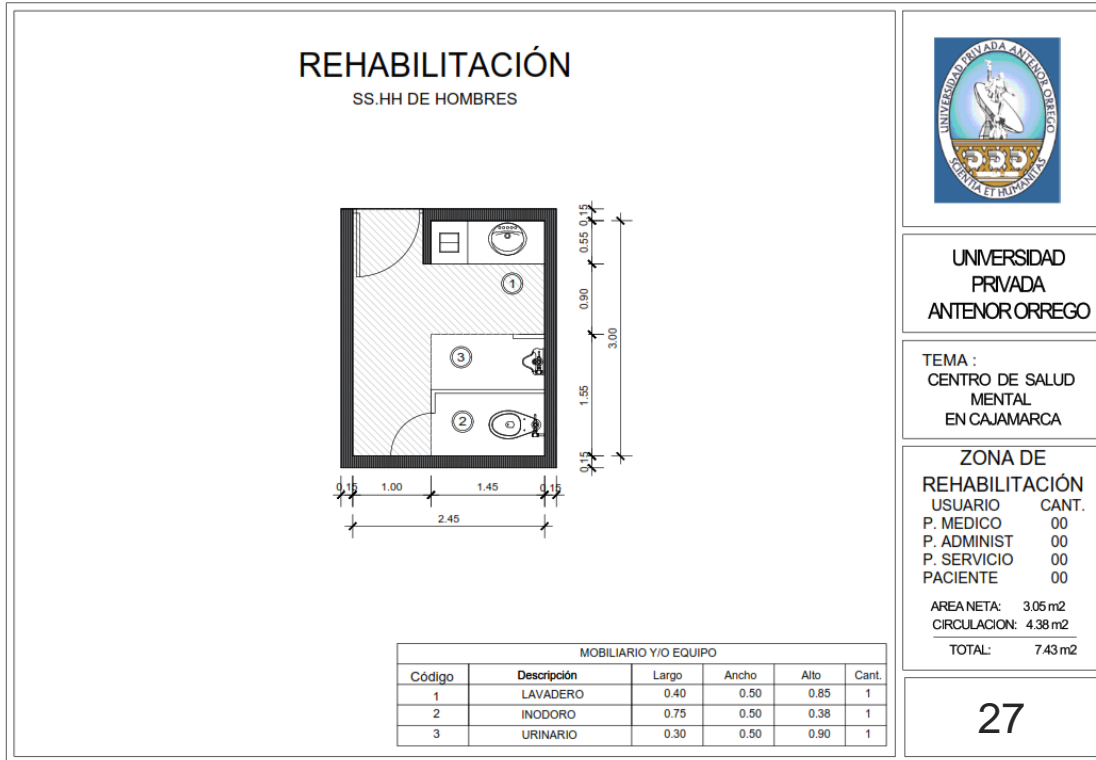 REHABILITACIÓN
SS.HH DE HOMBRES
1
3
2
0.15
0.55
0.90
3.00
1.55
0.15
0.15
1.00
1.45
0.15
2.45
MOBILIARIO Y/O EQUIPO
Código Descripción Largo Ancho Alto Cant.
1 LAVADERO 0.40 0.50 0.85 1
2 INODORO 0.75 0.50 0.38 1
3 URINARIO 0.30 0.50 0.90 1
UNIVERSIDAD PRIVADA ANTENOR ORREGO
SCIENTIA ET HUMANITAS
UNIVERSIDAD
PRIVADA
ANTENOR ORREGO
TEMA :
CENTRO DE SALUD
MENTAL
EN CAJAMARCA
ZONA DE
REHABILITACIÓN
USUARIO CANT.
P. MEDICO 00
P. ADMINIST 00
P. SERVICIO 00
PACIENTE 00
AREA NETA: 3.05 m2
CIRCULACION: 4.38 m2
TOTAL: 7.43 m2
27